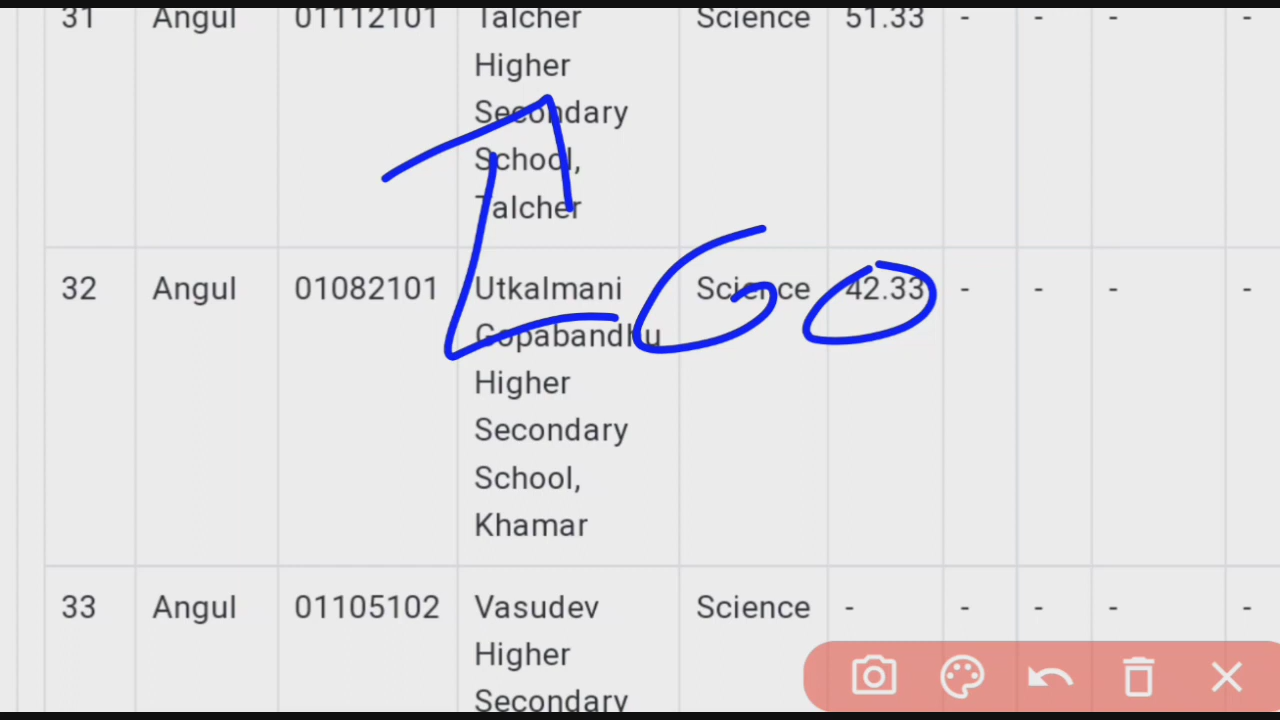 31 Angul 01112101 Talcher Science 51.33 - - - -
Higher
Secondary
School,
Talcher
32 Angul 01082101 Utkalmani Science 42.33 - - - -
Gopabandhu
Higher
Secondary
School,
Khamar
60
33 Angul 01105102 Vasudev Science - - - - -
Higher
Secondary